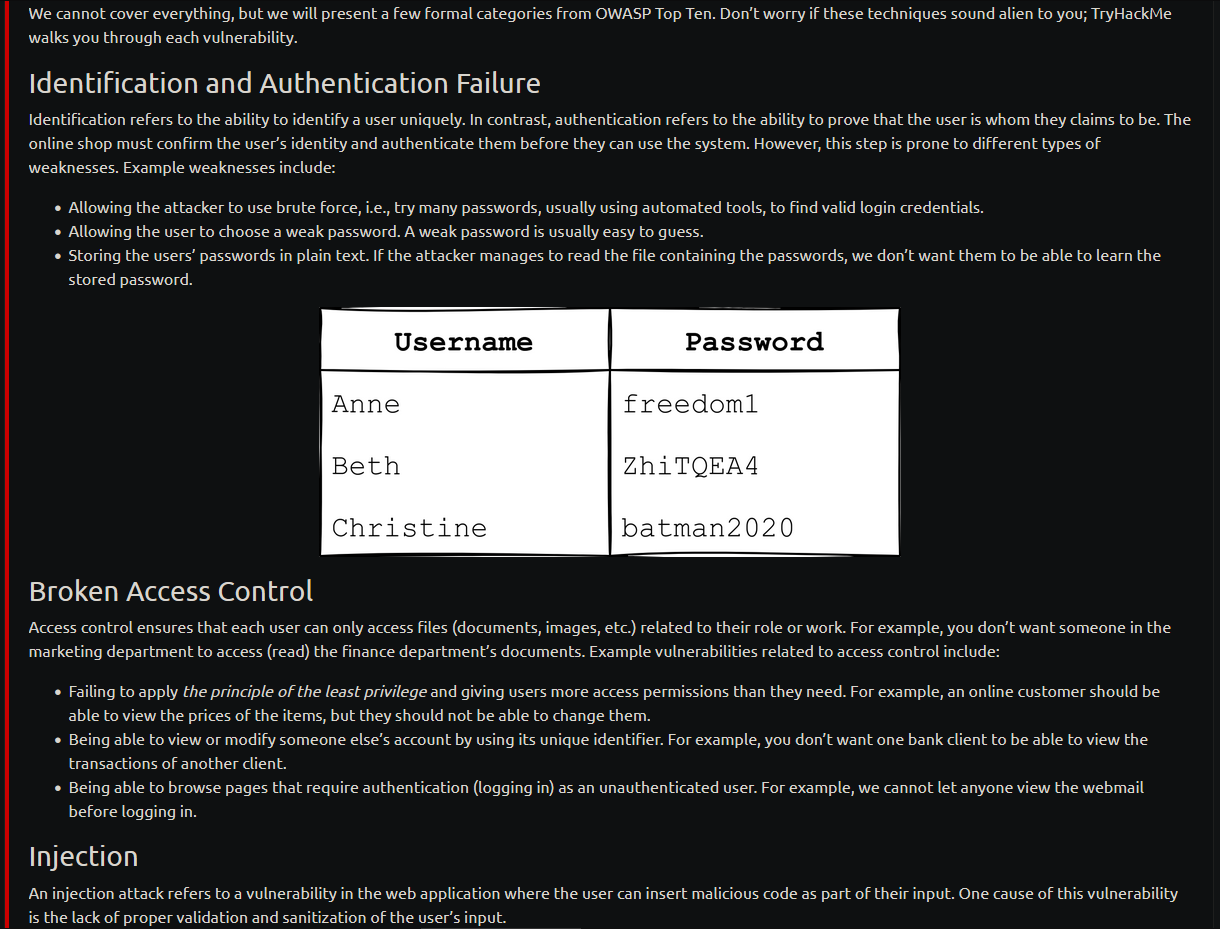 We cannot cover everything, but we will present a few formal categories from OWASP Top Ten. Don’t worry if these techniques sound alien to you; TryHackMe
walks you through each vulnerability.
Identification and Authentication Failure
Identification refers to the ability to identify a user uniquely. In contrast, authentication refers to the ability to prove that the user is whom they claims to be. The
online shop must confirm the user’s identity and authenticate them before they can use the system. However, this step is prone to different types of
weaknesses. Example weaknesses include:
• Allowing the attacker to use brute force, i.e., try many passwords, usually using automated tools, to find valid login credentials.
• Allowing the user to choose a weak password. A weak password is usually easy to guess.
• Storing the users’ passwords in plain text. If the attacker manages to read the file containing the passwords, we don’t want them to be able to learn the
stored password.
Username Password
Anne freedom1
Beth ZhiTQEA4
Christine batman2020
Broken Access Control
Access control ensures that each user can only access files (documents, images, etc.) related to their role or work. For example, you don’t want someone in the
marketing department to access (read) the finance department’s documents. Example vulnerabilities related to access control include:
• Failing to apply the principle of the least privilege and giving users more access permissions than they need. For example, an online customer should be
able to view the prices of the items, but they should not be able to change them.
• Being able to view or modify someone else’s account by using its unique identifier. For example, you don’t want one bank client to be able to view the
transactions of another client.
• Being able to browse pages that require authentication (logging in) as an unauthenticated user. For example, we cannot let anyone view the webmail
before logging in.
Injection
An injection attack refers to a vulnerability in the web application where the user can insert malicious code as part of their input. One cause of this vulnerability
is the lack of proper validation and sanitization of the user’s input.